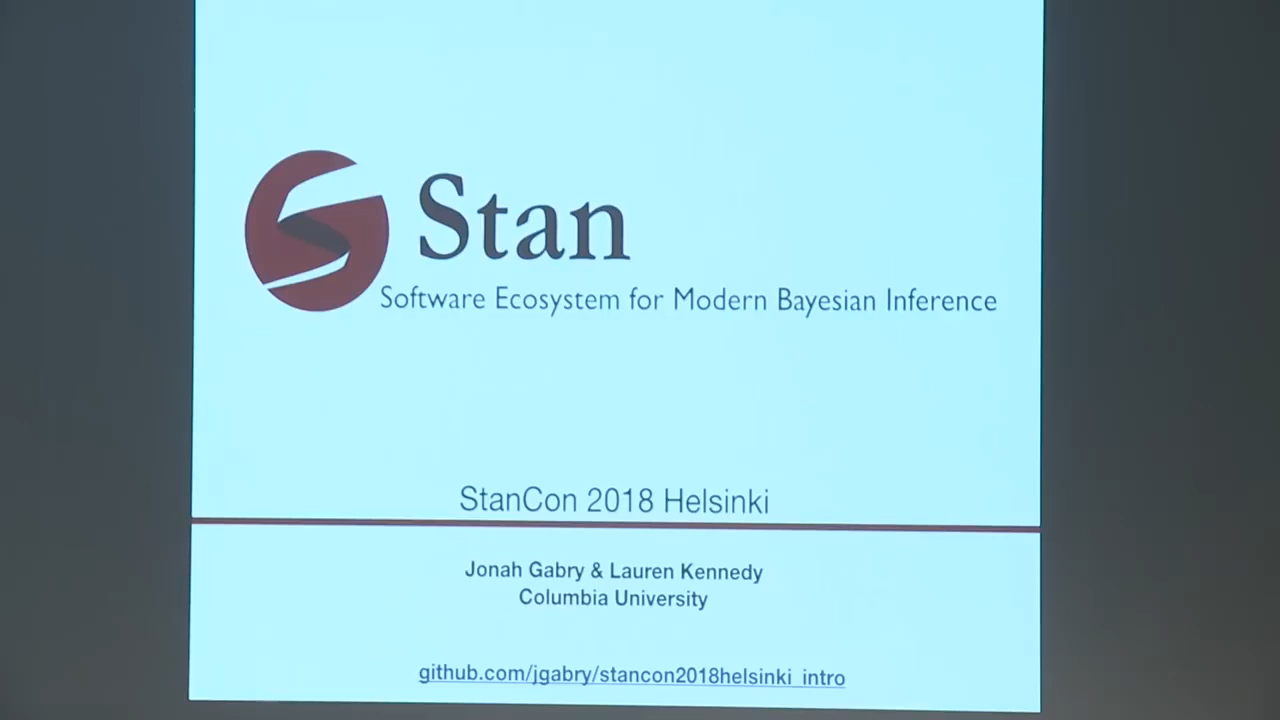 Stan
Software Ecosystem for Modern Bayesian Inference
StanCon 2018 Helsinki
Jonah Gabry & Lauren Kennedy
Columbia University
github.com/jgabry/stancon2018helsinki_intro